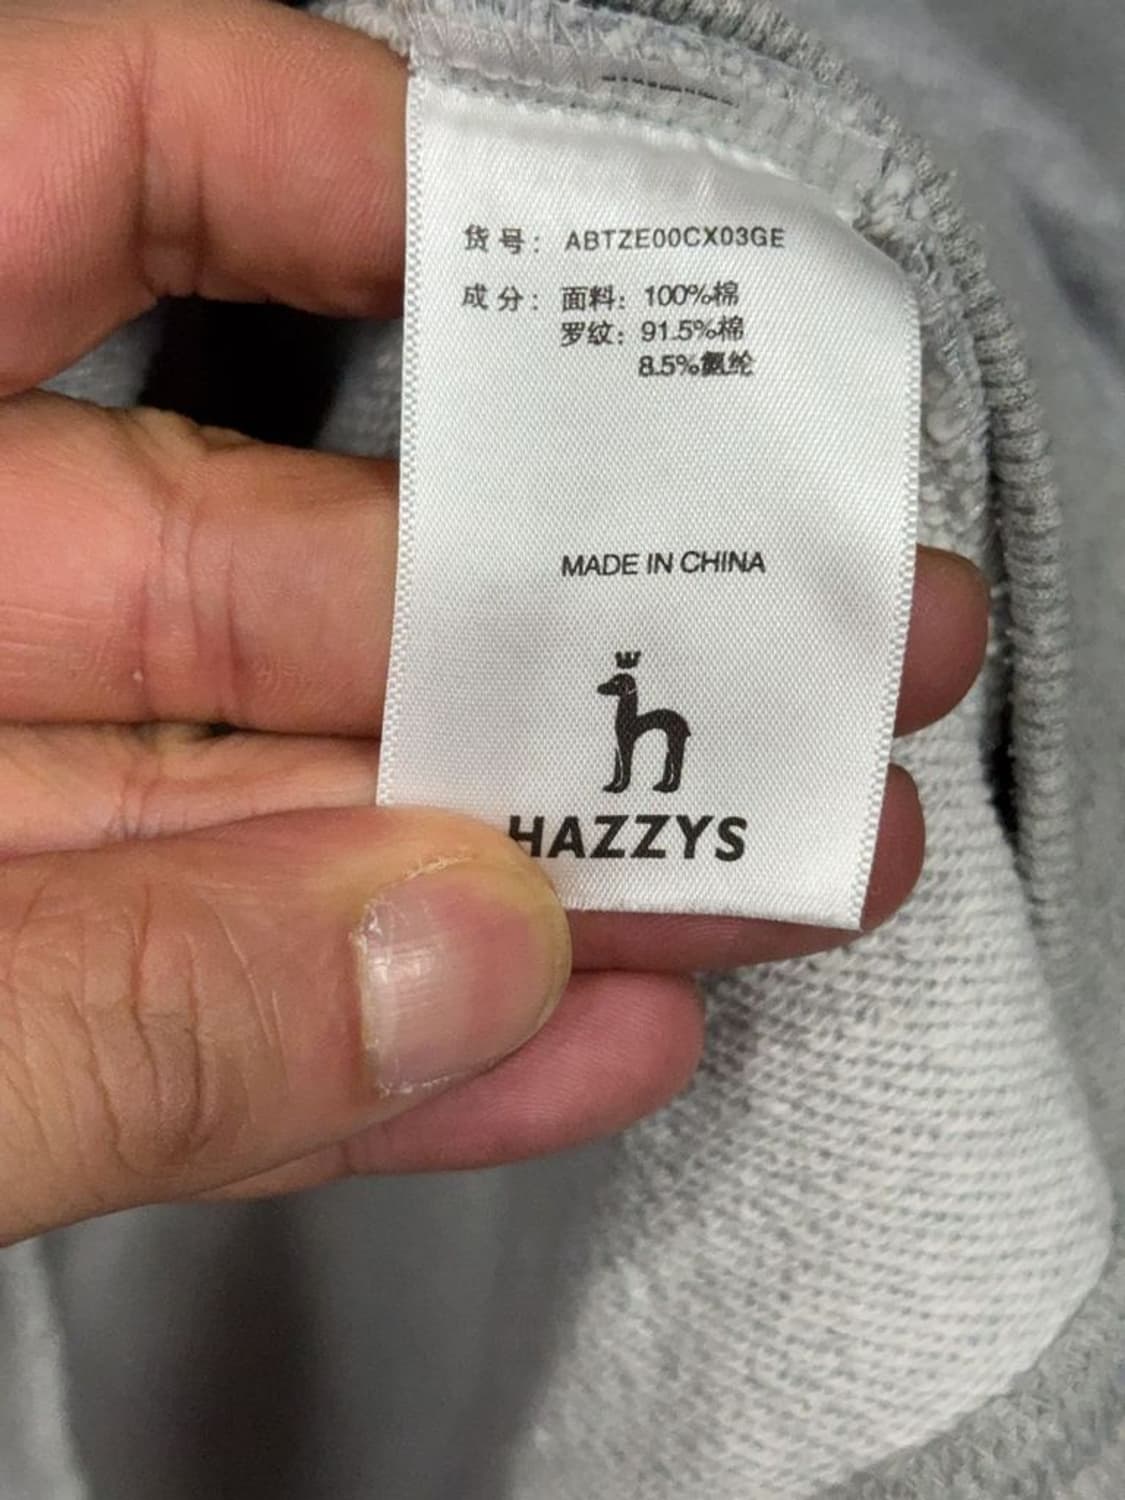 货号：ABTZE00CX03GE
成分：面料：100%棉
罗纹：91.5%棉
8.5%氨纶
MADE IN CHINA
HAZZYS